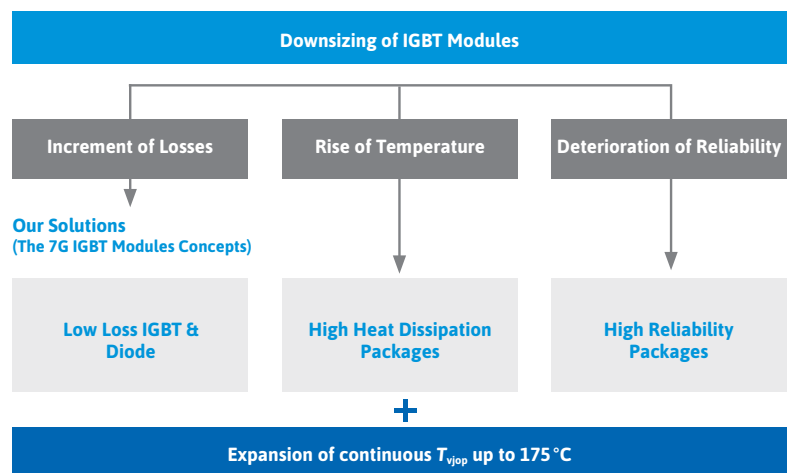 Downsizing of IGBT Modules
Increment of Losses
Rise of Temperature
Deterioration of Reliability
Our Solutions
(The 7G IGBT Modules Concepts)
Low Loss IGBT &
Diode
High Heat Dissipation
Packages
High Reliability
Packages
+
Expansion of continuous Tvjop up to 175 °C